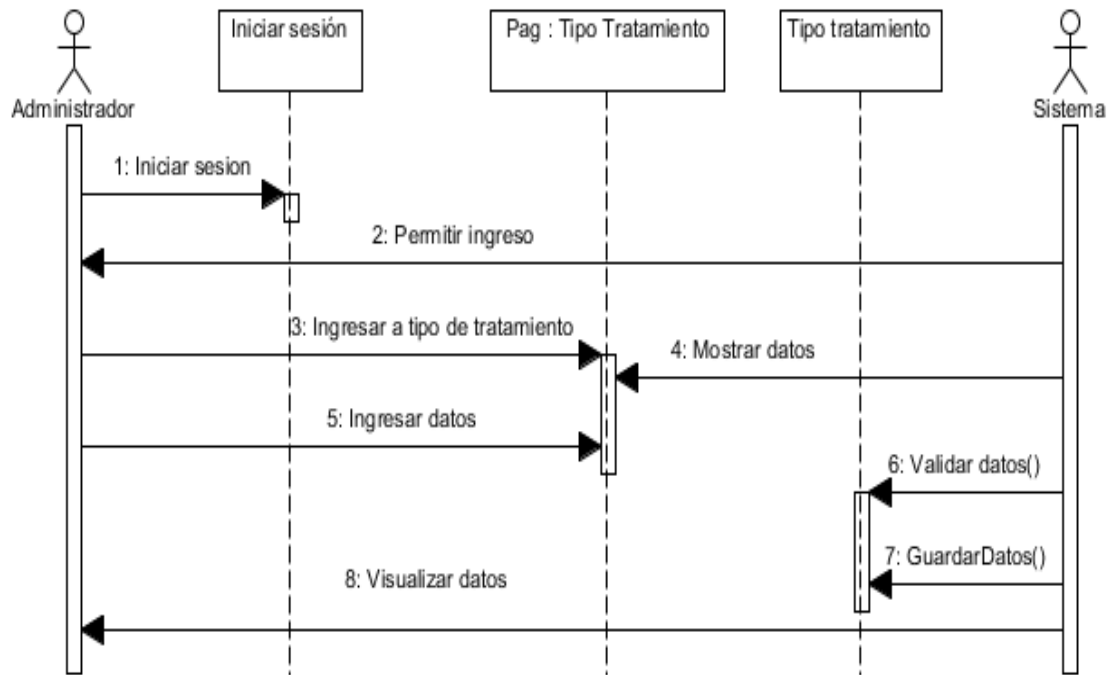 Iniciar sesión
Pag : Tipo Tratamiento
Tipo tratamiento
Administrador
Sistema
1: Iniciar sesion
2: Permitir ingreso
3: Ingresar a tipo de tratamiento
4: Mostrar datos
5: Ingresar datos
6: Validar datos()
7: GuardarDatos()
8: Visualizar datos